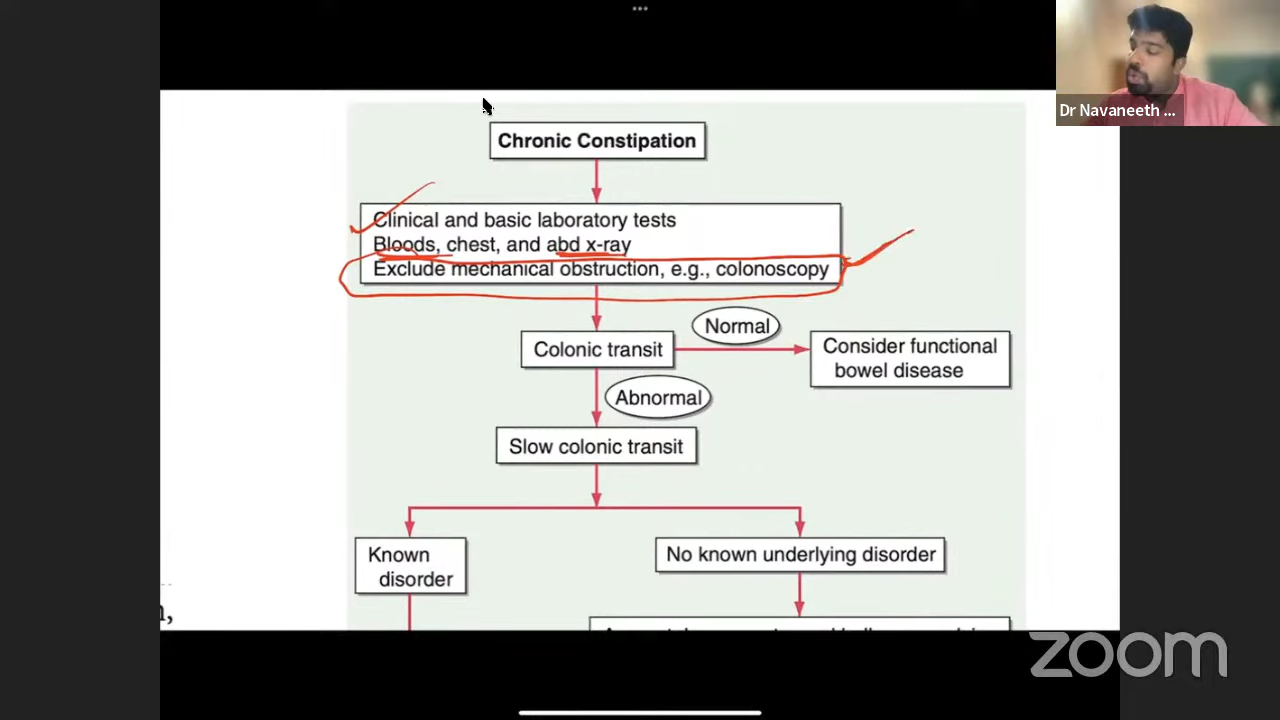 Dr Navaneeth ...
Chronic Constipation
Clinical and basic laboratory tests
Bloods, chest, and abd x-ray
Exclude mechanical obstruction, e.g., colonoscopy
Normal
Colonic transit
Consider functional
bowel disease
Abnormal
Slow colonic transit
Known
disorder
No known underlying disorder
zoom